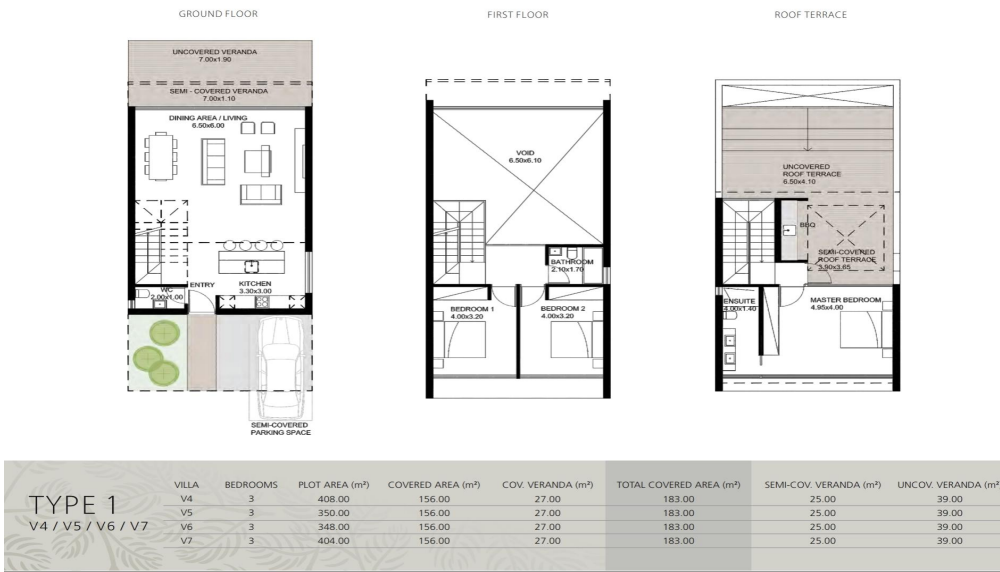 GROUND FLOOR
UNCOVERED VERANDA
7.00x1.90
SEMI - COVERED VERANDA
7.00x1.10
DINING AREA / LIVING
6.50x6.00
ENTRY
KITCHEN
3.30x3.00
WC
2.00x1.00
SEMI-COVERED
PARKING SPACE
FIRST FLOOR
VOID
6.50x6.10
BATHROOM
2.10x1.70
BEDROOM 1
4.00x3.20
BEDROOM 2
4.00x3.20
ROOF TERRACE
UNCOVERED
ROOF TERRACE
6.50x4.10
BBQ
SEMI-COVERED
ROOF TERRACE
3.90x3.65
ENSUITE
4.00x1.40
MASTER BEDROOM
4.95x4.00
TYPE 1
V4 / V5 / V6 / V7
VILLA BEDROOMS PLOT AREA (m²) COVERED AREA (m²) COV. VERANDA (m²) TOTAL COVERED AREA (m²) SEMI-COV. VERANDA (m²) UNCOV. VERANDA (m²)
V4 3 408.00 156.00 27.00 183.00 25.00 39.00
V5 3 350.00 156.00 27.00 183.00 25.00 39.00
V6 3 348.00 156.00 27.00 183.00 25.00 39.00
V7 3 404.00 156.00 27.00 183.00 25.00 39.00